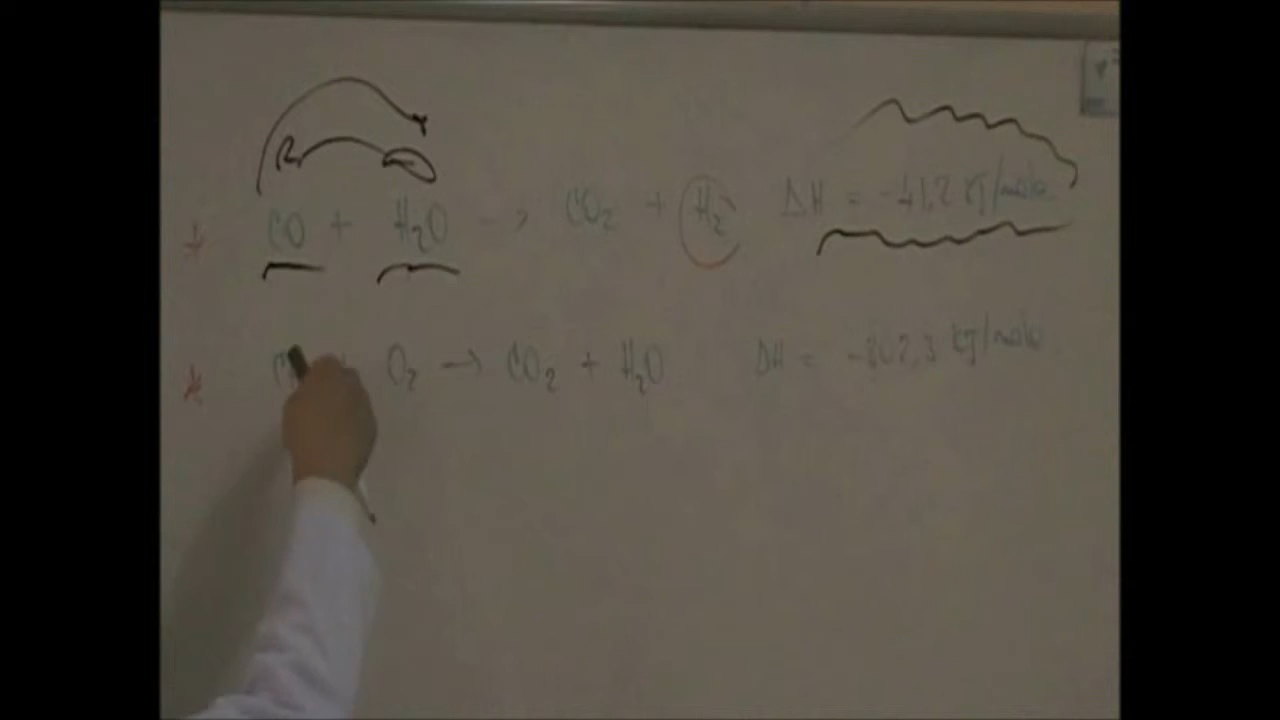 CO + H₂O → CO₂ + H₂ ΔH = -41,2 KJ/mole
C + O₂ → CO₂ + H₂O ΔH = -802,3 KJ/mole